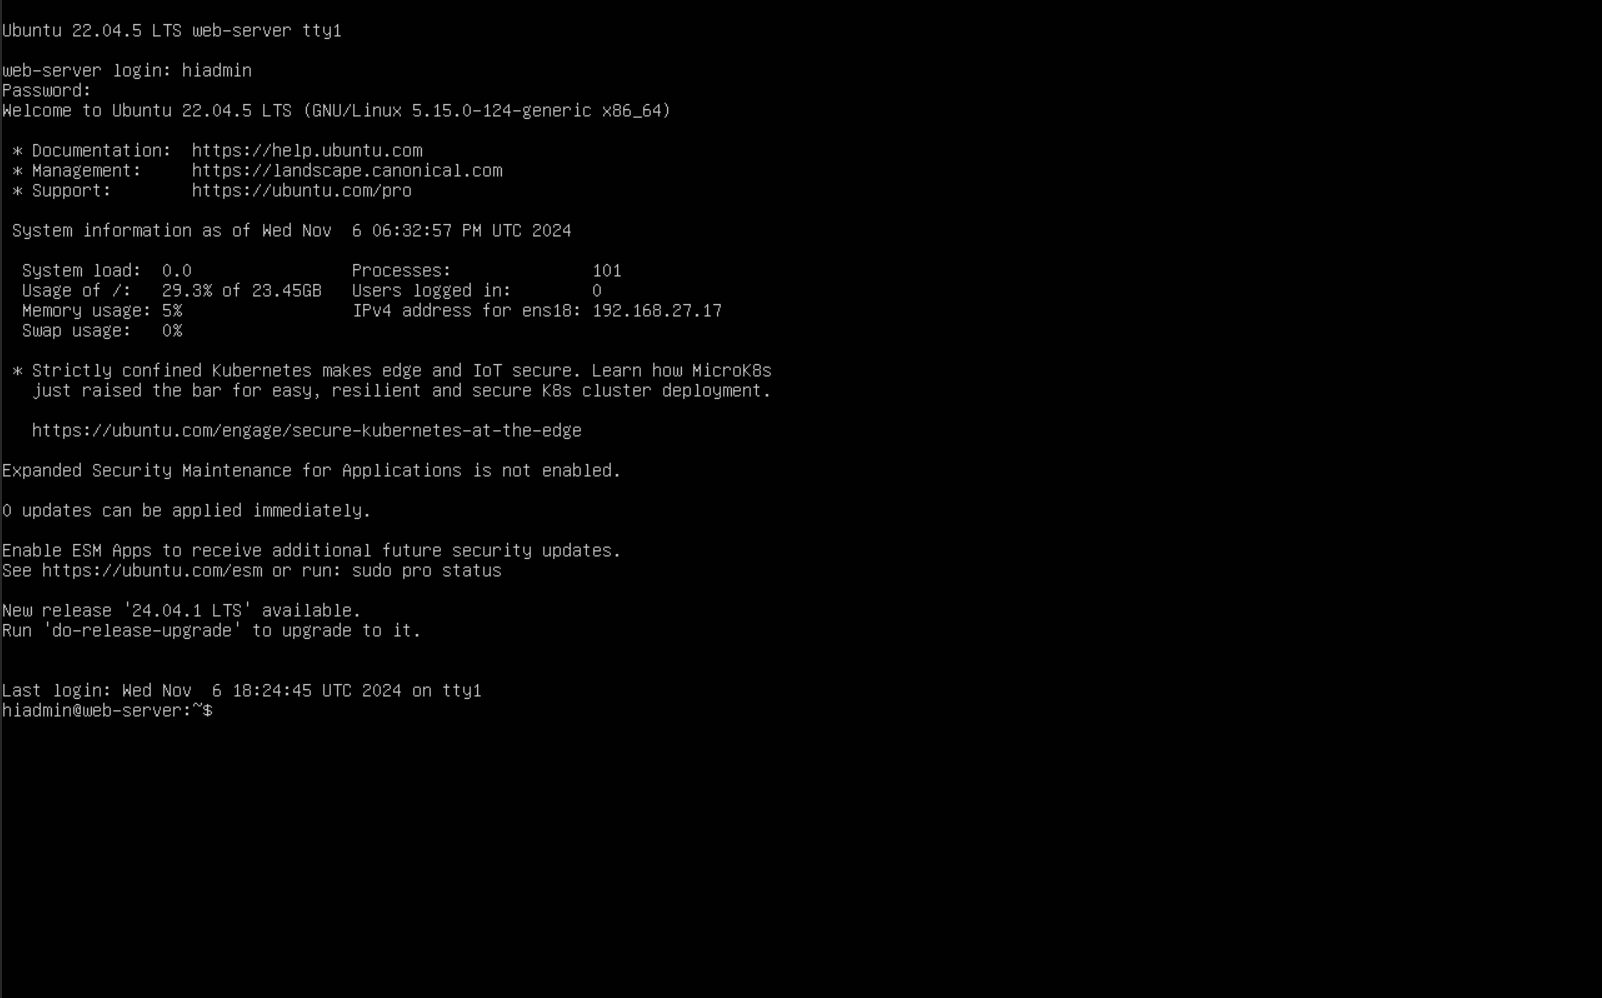 Ubuntu 22.04.5 LTS web-server tty1
web-server login: hiadmin
Password:
Welcome to Ubuntu 22.04.5 LTS (GNU/Linux 5.15.0-124-generic x86_64)
* Documentation:  https://help.ubuntu.com
* Management:     https://landscape.canonical.com
* Support:        https://ubuntu.com/pro
System information as of Wed Nov  6 06:32:57 PM UTC 2024
System load:  0.0                Processes:              101
Usage of /:   29.3% of 23.45GB   Users logged in:        0
Memory usage: 5%                 IPv4 address for ens18: 192.168.27.17
Swap usage:   0%
* Strictly confined Kubernetes makes edge and IoT secure. Learn how MicroK8s
just raised the bar for easy, resilient and secure K8s cluster deployment.
https://ubuntu.com/engage/secure-kubernetes-at-the-edge
Expanded Security Maintenance for Applications is not enabled.
0 updates can be applied immediately.
Enable ESM Apps to receive additional future security updates.
See https://ubuntu.com/esm or run: sudo pro status
New release '24.04.1 LTS' available.
Run 'do-release-upgrade' to upgrade to it.
Last login: Wed Nov  6 18:24:45 UTC 2024 on tty1
hiadmin@web-server:~$